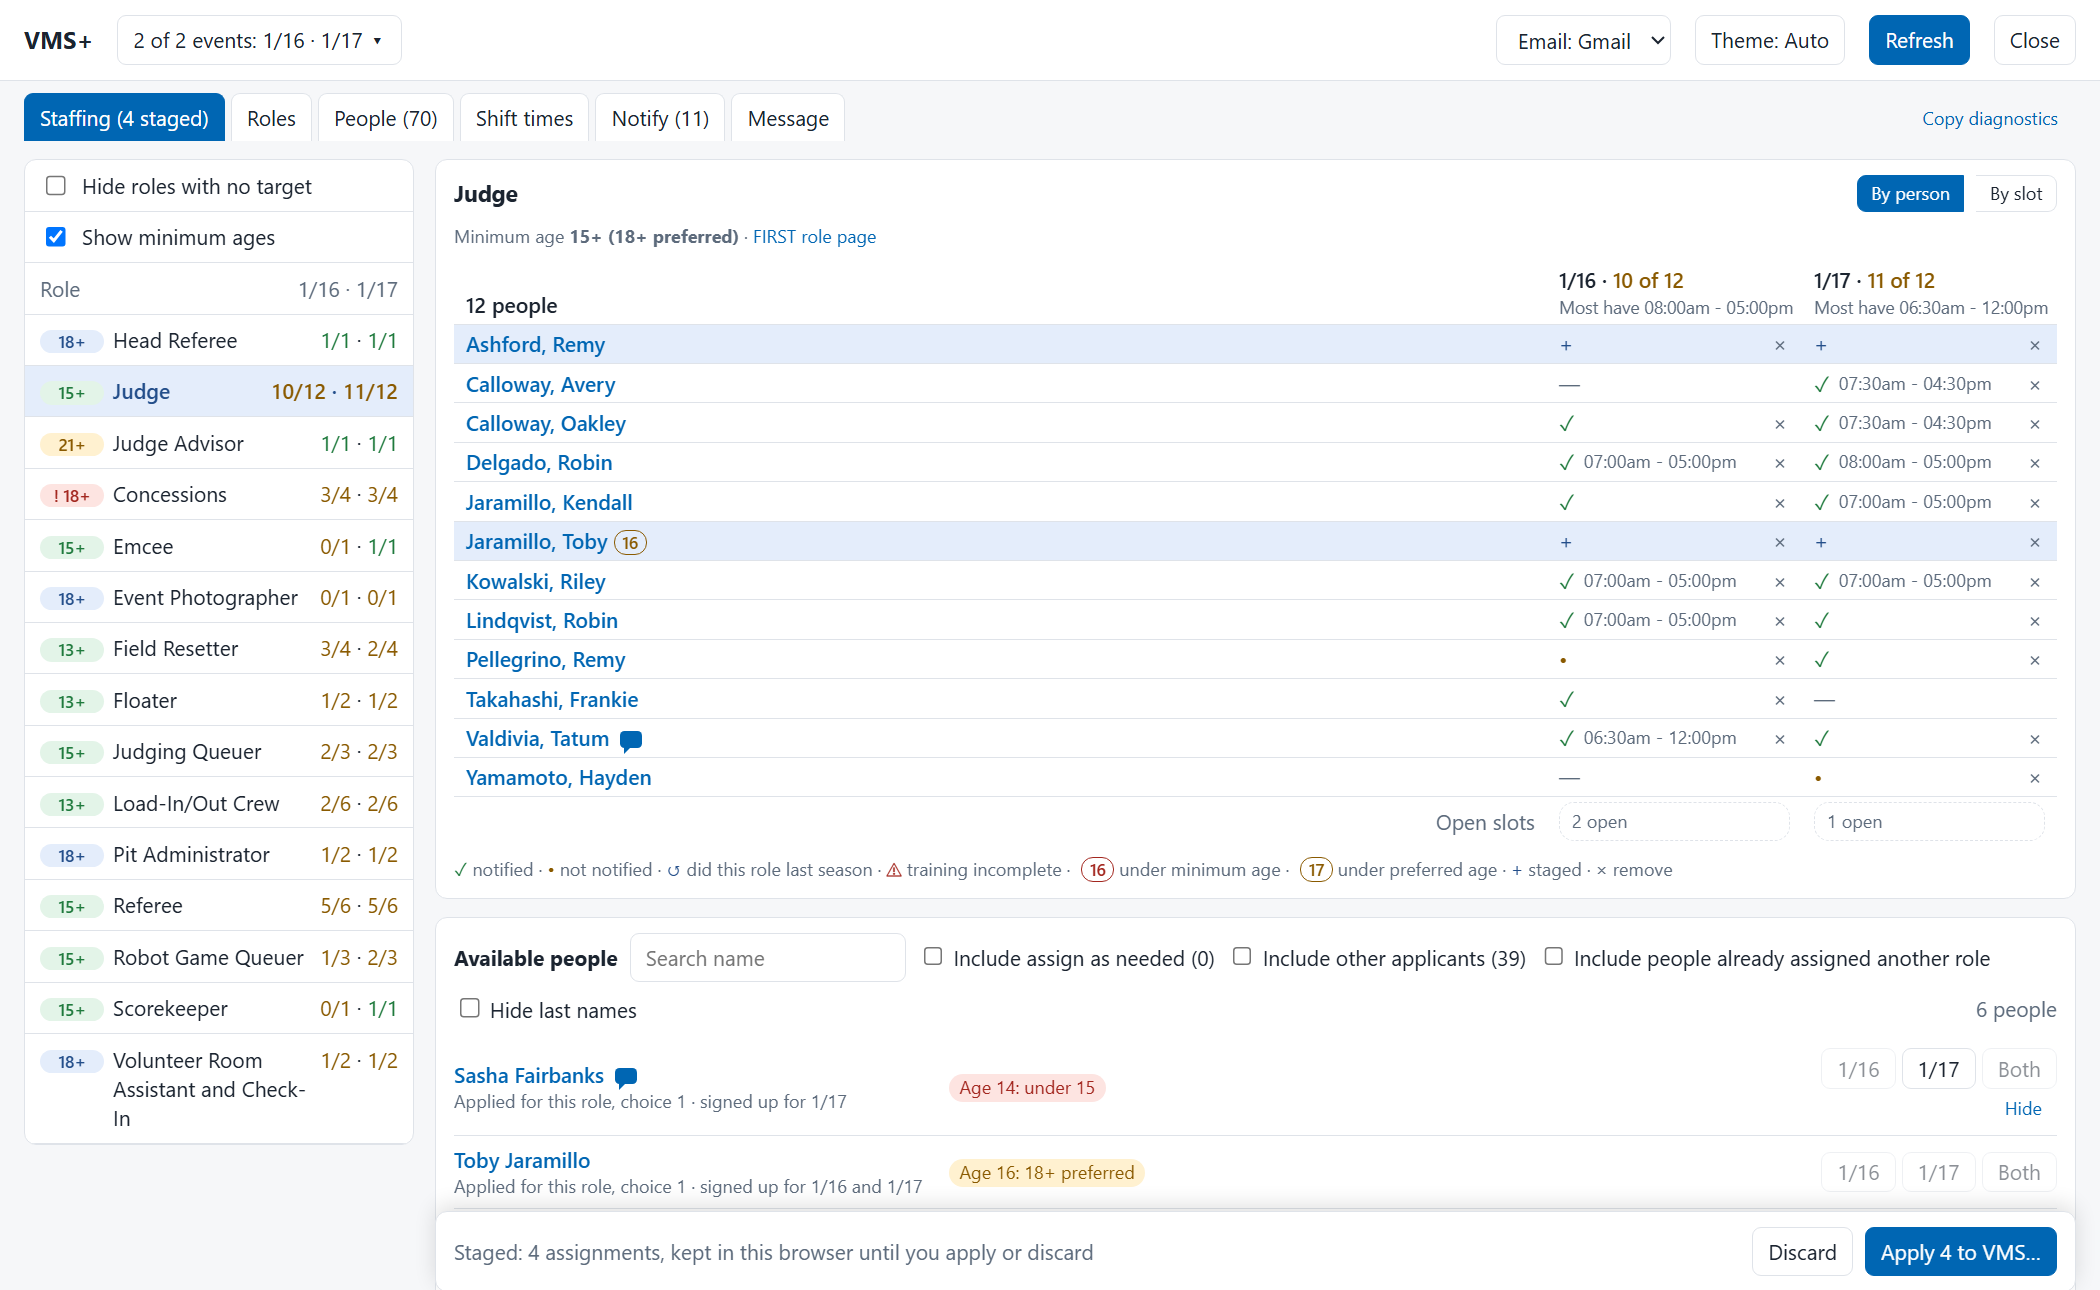 VMS+
2 of 2 events: 1/16 · 1/17 ▾
Email: Gmail
Theme: Auto
Refresh
Close
Staffing (4 staged)
Roles
People (70)
Shift times
Notify (11)
Message
Copy diagnostics
Hide roles with no target
Show minimum ages
Role 1/16 · 1/17
18+ Head Referee 1/1 · 1/1
15+ Judge 10/12 · 11/12
21+ Judge Advisor 1/1 · 1/1
! 18+ Concessions 3/4 · 3/4
15+ Emcee 0/1 · 1/1
18+ Event Photographer 0/1 · 0/1
13+ Field Resetter 3/4 · 2/4
13+ Floater 1/2 · 1/2
15+ Judging Queuer 2/3 · 2/3
13+ Load-In/Out Crew 2/6 · 2/6
18+ Pit Administrator 1/2 · 1/2
15+ Referee 5/6 · 5/6
15+ Robot Game Queuer 1/3 · 2/3
15+ Scorekeeper 0/1 · 1/1
18+ Volunteer Room 1/2 · 1/2
Assistant and Check-
In
Judge
By person
By slot
Minimum age 15+ (18+ preferred) · FIRST role page
1/16 · 10 of 12 1/17 · 11 of 12
12 people Most have 08:00am - 05:00pm Most have 06:30am - 12:00pm
Ashford, Remy + × + ×
Calloway, Avery — ✓ 07:30am - 04:30pm ×
Calloway, Oakley ✓ × ✓ 07:30am - 04:30pm ×
Delgado, Robin ✓ 07:00am - 05:00pm × ✓ 08:00am - 05:00pm ×
Jaramillo, Kendall ✓ × ✓ 07:00am - 05:00pm ×
Jaramillo, Toby 16 + × + ×
Kowalski, Riley ✓ 07:00am - 05:00pm × ✓ 07:00am - 05:00pm ×
Lindqvist, Robin ✓ 07:00am - 05:00pm × ✓ ×
Pellegrino, Remy • × ✓ ×
Takahashi, Frankie ✓ × —
Valdivia, Tatum ✓ 06:30am - 12:00pm × ✓ ×
Yamamoto, Hayden — • ×
Open slots 2 open 1 open
✓ notified · • not notified · ↺ did this role last season · ⚠ training incomplete · 16 under minimum age · 17 under preferred age · + staged · × remove
Available people
Search name
Include assign as needed (0)
Include other applicants (39)
Include people already assigned another role
Hide last names
6 people
Sasha Fairbanks
Applied for this role, choice 1 · signed up for 1/17
Age 14: under 15
1/16 1/17 Both
Hide
Toby Jaramillo
Applied for this role, choice 1 · signed up for 1/16 and 1/17
Age 16: 18+ preferred
1/16 1/17 Both
Staged: 4 assignments, kept in this browser until you apply or discard
Discard
Apply 4 to VMS...